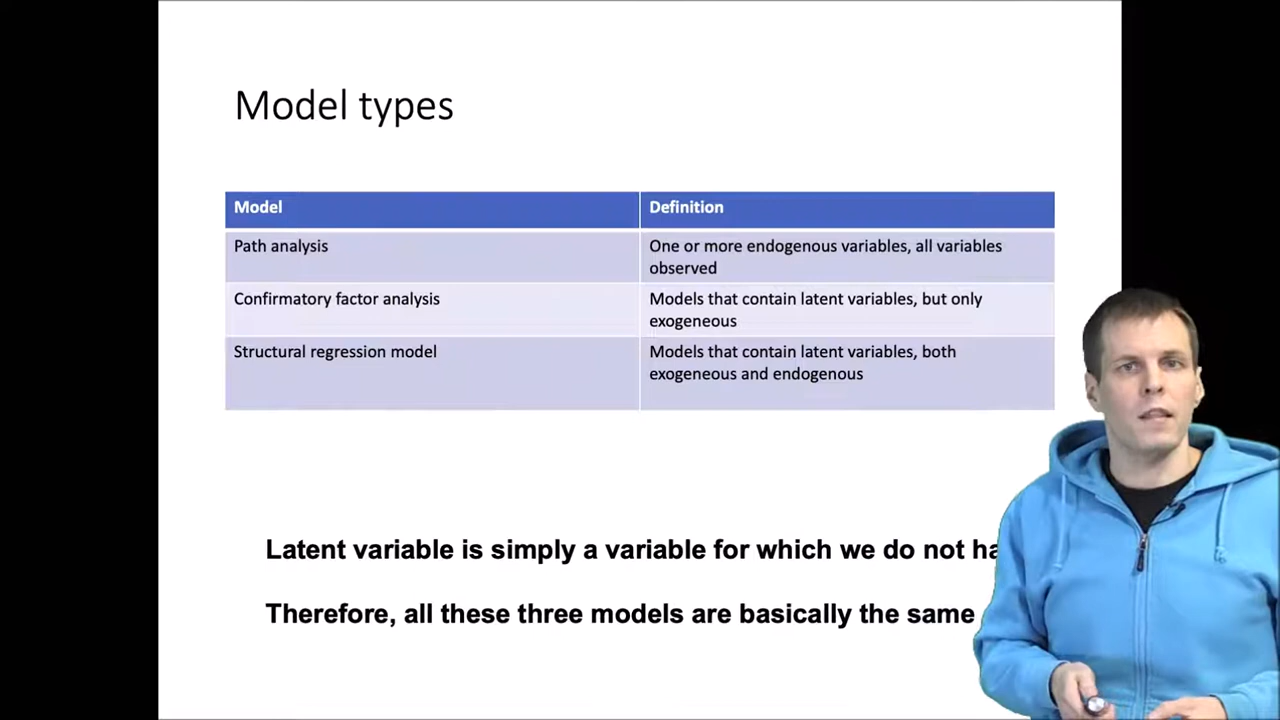 Model types
Model
Definition
Path analysis
One or more endogenous variables, all variables
observed
Confirmatory factor analysis
Models that contain latent variables, but only
exogeneous
Structural regression model
Models that contain latent variables, both
exogeneous and endogenous
Latent variable is simply a variable for which we do not
Therefore, all these three models are basically the same